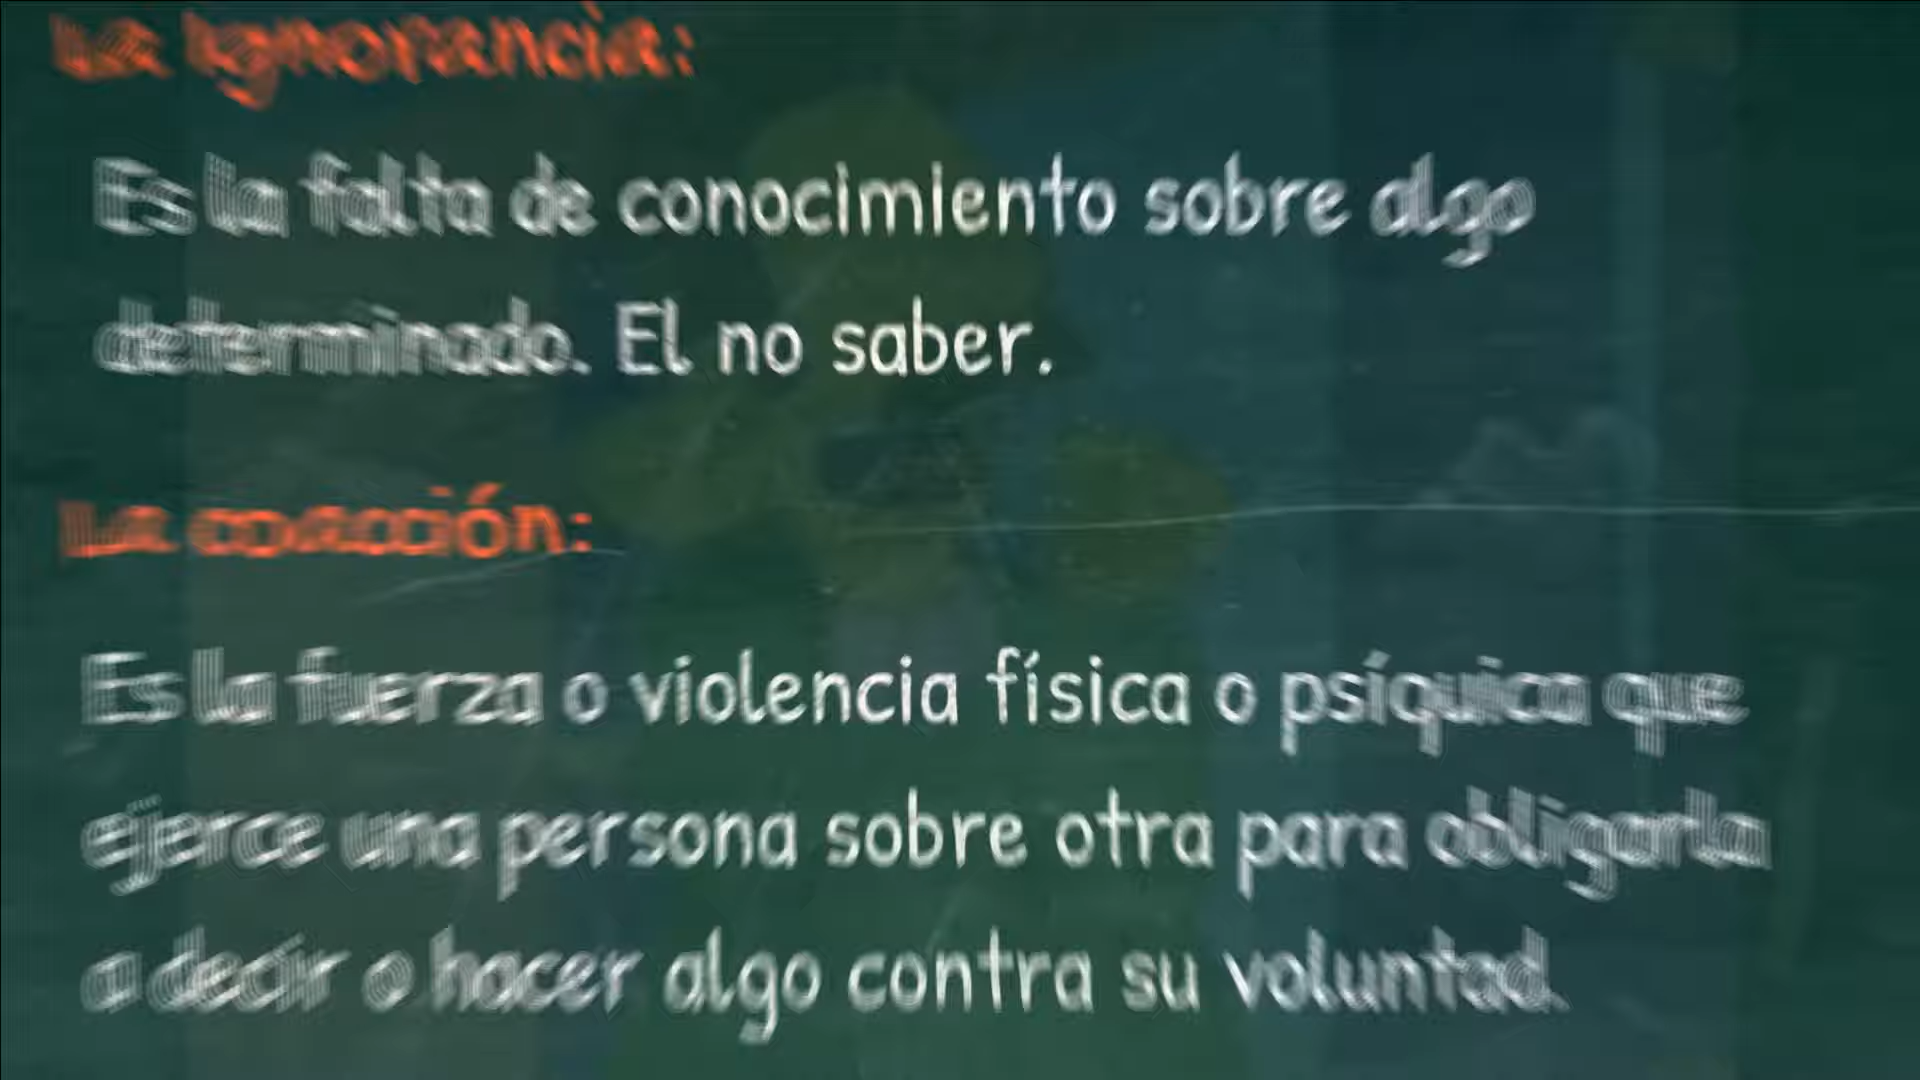 La Ignorancia:
Es la falta de conocimiento sobre algo
determinado. El no saber.
La coacción:
Es la fuerza o violencia física o psíquica que
ejerce una persona sobre otra para obligarla
a decir o hacer algo contra su voluntad.